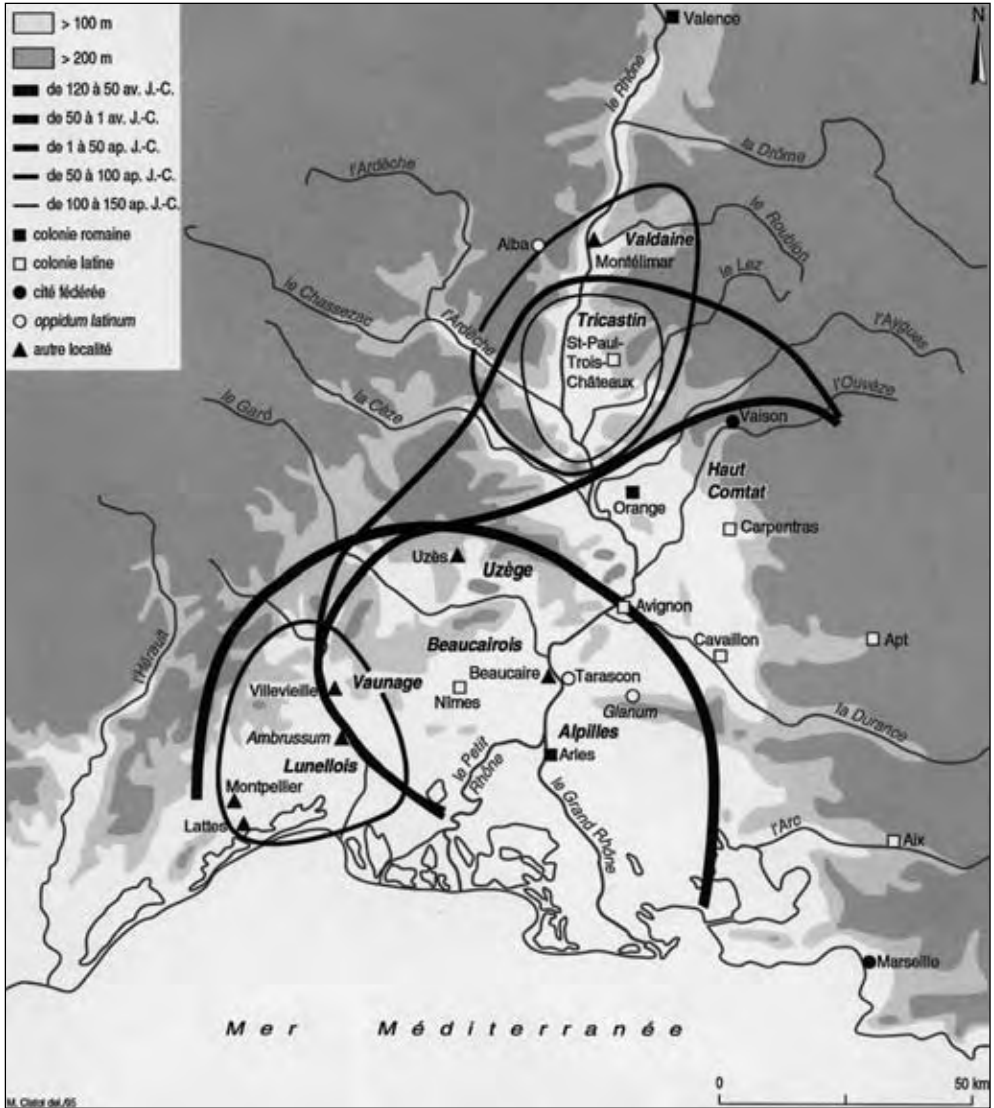 > 100 m
> 200 m
de 120 à 50 av. J.-C.
de 50 à 1 av. J.-C.
de 1 à 50 ap. J.-C.
de 50 à 100 ap. J.-C.
de 100 à 150 ap. J.-C.
colonie romaine
colonie latine
cité fédérée
oppidum latinum
autre localité
N
Valence
le Rhône
la Drôme
l'Ardèche
le Roubion
Alba
Valdaine
Montélimar
le Lez
le Chassezac
l'Ardèche
Tricastin
St-Paul-
Trois-
Châteaux
l'Aygues
l'Ouvèze
la Cèze
le Gard
Vaison
Haut
Comtat
Orange
Carpentras
Uzès
Uzège
Avignon
Apt
Cavaillon
l'Hérault
Beaucairois
Beaucaire
Tarascon
Vaunage
Villevieille
Nîmes
Glanum
la Durance
Ambrussum
Lunellois
Alpilles
Arles
le Petit
Rhône
le Grand Rhône
Montpellier
Lattes
l'Arc
Aix
Marseille
Mer Méditerranée
0
50 km
M. Clatol del./95